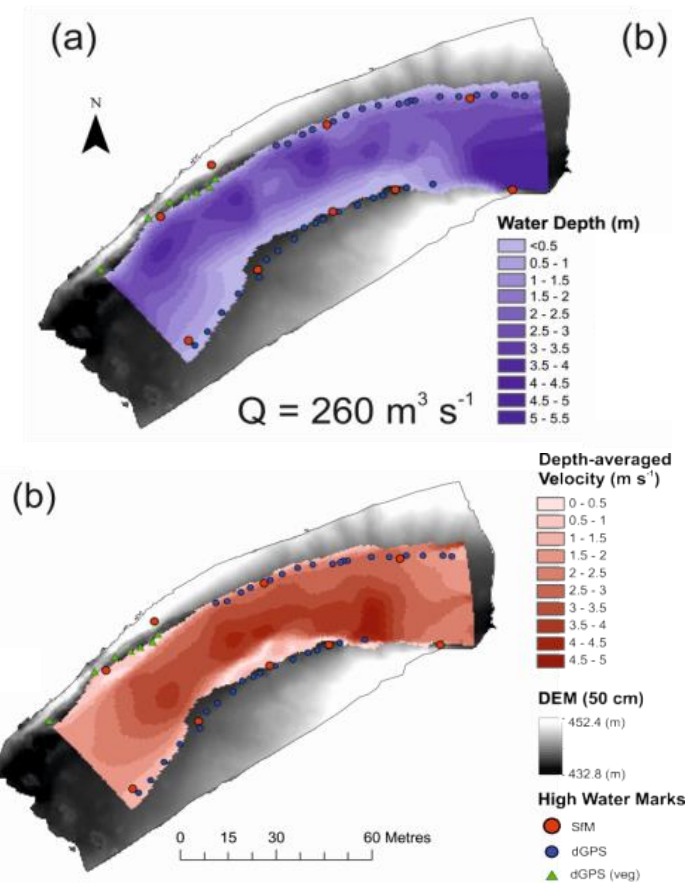 (a)
(b)
N
Water Depth (m)
<0.5
0.5 - 1
1 - 1.5
1.5 - 2
2 - 2.5
2.5 - 3
3 - 3.5
3.5 - 4
4 - 4.5
4.5 - 5
5 - 5.5
Q = 260 m³ s⁻¹
(b)
Depth-averaged
Velocity (m s⁻¹)
0 - 0.5
0.5 - 1
1 - 1.5
1.5 - 2
2 - 2.5
2.5 - 3
3 - 3.5
3.5 - 4
4 - 4.5
4.5 - 5
DEM (50 cm)
452.4 (m)
432.8 (m)
High Water Marks
SfM
dGPS
dGPS (veg)
0 15 30 60 Metres